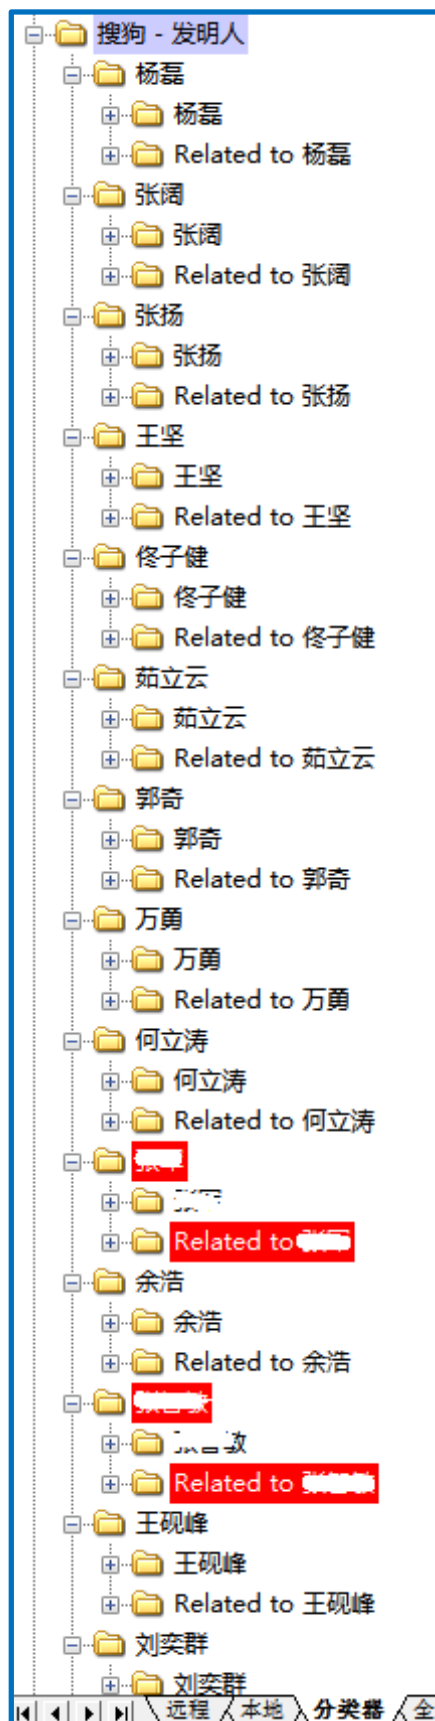 搜狗 - 发明人
杨磊
杨磊
Related to 杨磊
张阔
张阔
Related to 张阔
张扬
张扬
Related to 张扬
王坚
王坚
Related to 王坚
佟子健
佟子健
Related to 佟子健
茹立云
茹立云
Related to 茹立云
郭奇
郭奇
Related to 郭奇
万勇
万勇
Related to 万勇
何立涛
何立涛
Related to 何立涛
Related to
余浩
余浩
Related to 余浩
Related to
王砚峰
王砚峰
Related to 王砚峰
刘奕群
刘奕群
远程 本地 分类器 全